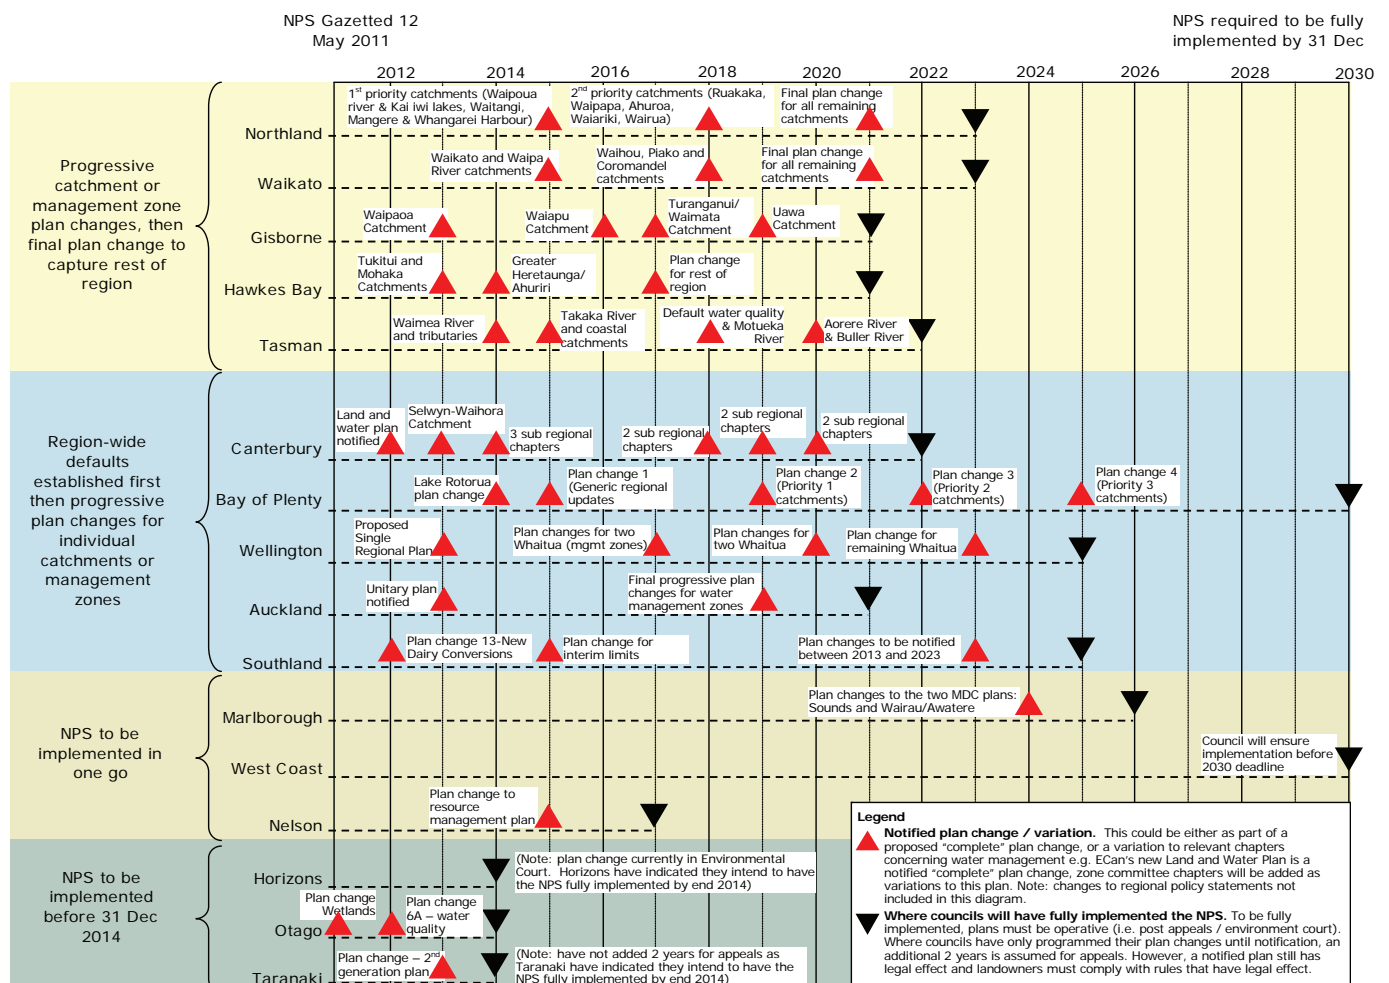 NPS Gazetted 12
May 2011
NPS required to be fully
implemented by 31 Dec
2012
2014
2016
2018
2020
2022
2024
2026
2028
2030
Progressive
catchment or
management zone
plan changes, then
final plan change to
capture rest of
region
Northland
1st priority catchments (Waipoua
river & Kai iwi lakes, Waitangi,
Mangere & Whangarei Harbour)
2nd priority catchments (Ruakaka,
Waipapa, Ahuroa,
Waiariki, Wairua)
Final plan change
for all remaining
catchments
Waikato
Waikato and Waipa
River catchments
Waihou, Piako and
Coromandel
catchments
Final plan change
for all remaining
catchments
Gisborne
Waipaoa
Catchment
Waiapu
Catchment
Turanganui/
Waimata
Catchment
Uawa
Catchment
Hawkes Bay
Tukitui and
Mohaka
Catchments
Greater
Heretaunga/
Ahuriri
Plan change
for rest of
region
Tasman
Waimea River
and tributaries
Takaka River
and coastal
catchments
Default water quality
& Motueka
River
Aorere River
& Buller River
Region-wide
defaults
established first
then progressive
plan changes for
individual
catchments or
management
zones
Canterbury
Land and
water plan
notified
Selwyn-Waihora
Catchment
3 sub regional
chapters
2 sub regional
chapters
2 sub regional
chapters
2 sub regional
chapters
Bay of Plenty
Lake Rotorua
plan change
Plan change 1
(Generic regional
updates
Plan change 2
(Priority 1
catchments)
Plan change 3
(Priority 2
catchments)
Plan change 4
(Priority 3
catchments)
Wellington
Proposed
Single
Regional Plan
Plan changes for two
Whaitua (mgmt zones)
Plan changes for
two Whaitua
Plan change for
remaining Whaitua
Auckland
Unitary plan
notified
Final progressive plan
changes for water
management zones
Southland
Plan change 13-New
Dairy Conversions
Plan change for
interim limits
Plan changes to be notified
between 2013 and 2023
NPS to be
implemented in
one go
Marlborough
Plan changes to the two MDC plans:
Sounds and Wairau/Awatere
West Coast
Council will ensure
implementation before
2030 deadline
Nelson
Plan change to
resource
management plan
NPS to be
implemented
before 31 Dec
2014
Horizons
(Note: plan change currently in Environmental
Court. Horizons have indicated they intend to have
the NPS fully implemented by end 2014)
Otago
Plan change
Wetlands
Plan change
6A – water
quality
Taranaki
Plan change – 2nd
generation plan
(Note: have not added 2 years for appeals as
Taranaki have indicated they intend to have the
NPS fully implemented by end 2014)
Legend
Notified plan change / variation. This could be either as part of a
proposed “complete” plan change, or a variation to relevant chapters
concerning water management e.g. ECan’s new Land and Water Plan is a
notified “complete” plan change, zone committee chapters will be added as
variations to this plan. Note: changes to regional policy statements not
included in this diagram.
Where councils will have fully implemented the NPS. To be fully
implemented, plans must be operative (i.e. post appeals / environment court).
Where councils have only programmed their plan changes until notification, an
additional 2 years is assumed for appeals. However, a notified plan still has
legal effect and landowners must comply with rules that have legal effect.